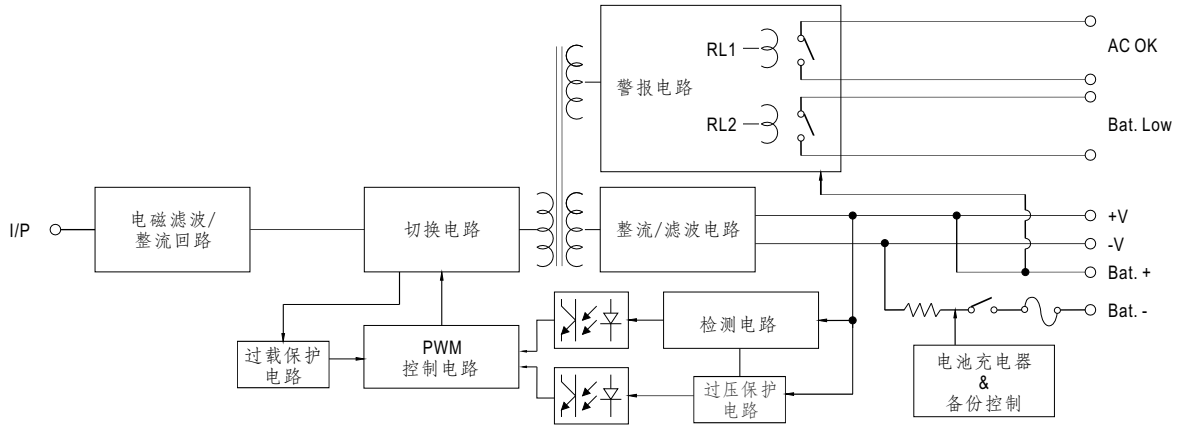 RL1
AC OK
警报电路
RL2
Bat. Low
I/P
电磁滤波/
整流回路
切换电路
整流/滤波电路
+V
-V
Bat. +
Bat. -
检测电路
过载保护
电路
PWM
控制电路
过压保护
电路
电池充电器
&
备份控制